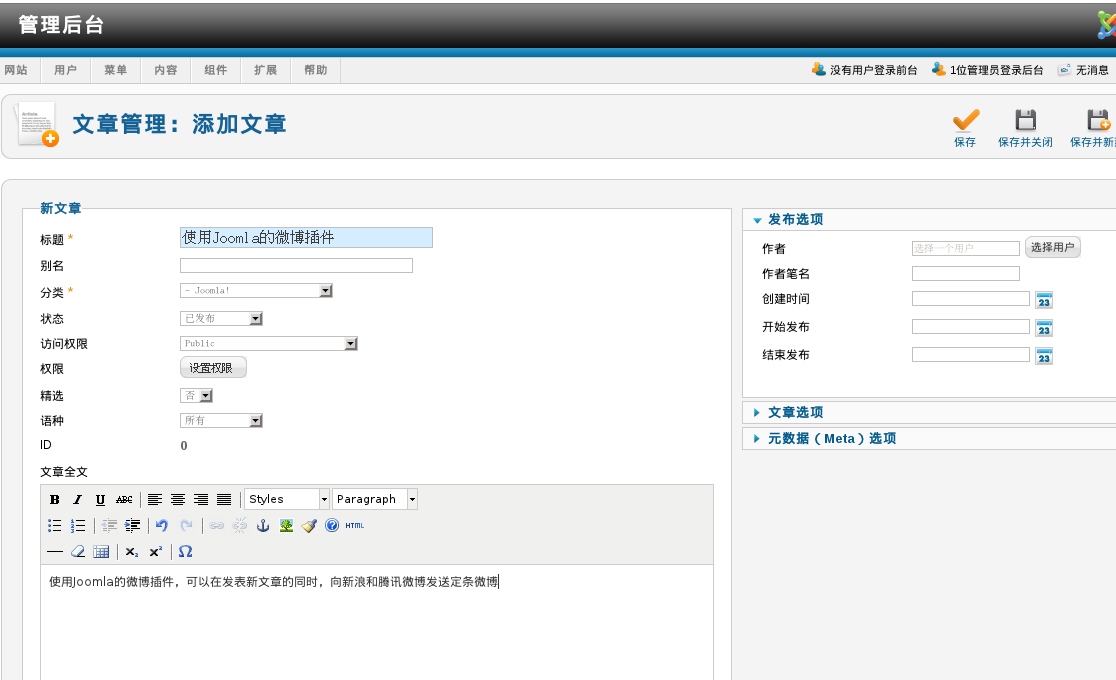 管理后台
网站 用户 菜单 内容 组件 扩展 帮助 没有用户登录前台 1位管理员登录后台 无消息
文章管理：添加文章
保存 保存并关闭 保存并新
新文章
标题 * 使用Joomla的微博插件
别名
分类 * - Joomla!
状态 已发布
访问权限 Public
权限 设置权限
精选 否
语种 所有
ID 0
文章全文
B I U ABC Styles Paragraph
HTML
使用Joomla的微博插件，可以在发表新文章的同时，向新浪和腾讯微博发送定条微博
发布选项
作者 选择一个用户 选择用户
作者笔名
创建时间 23
开始发布 23
结束发布 23
文章选项
元数据（Meta）选项